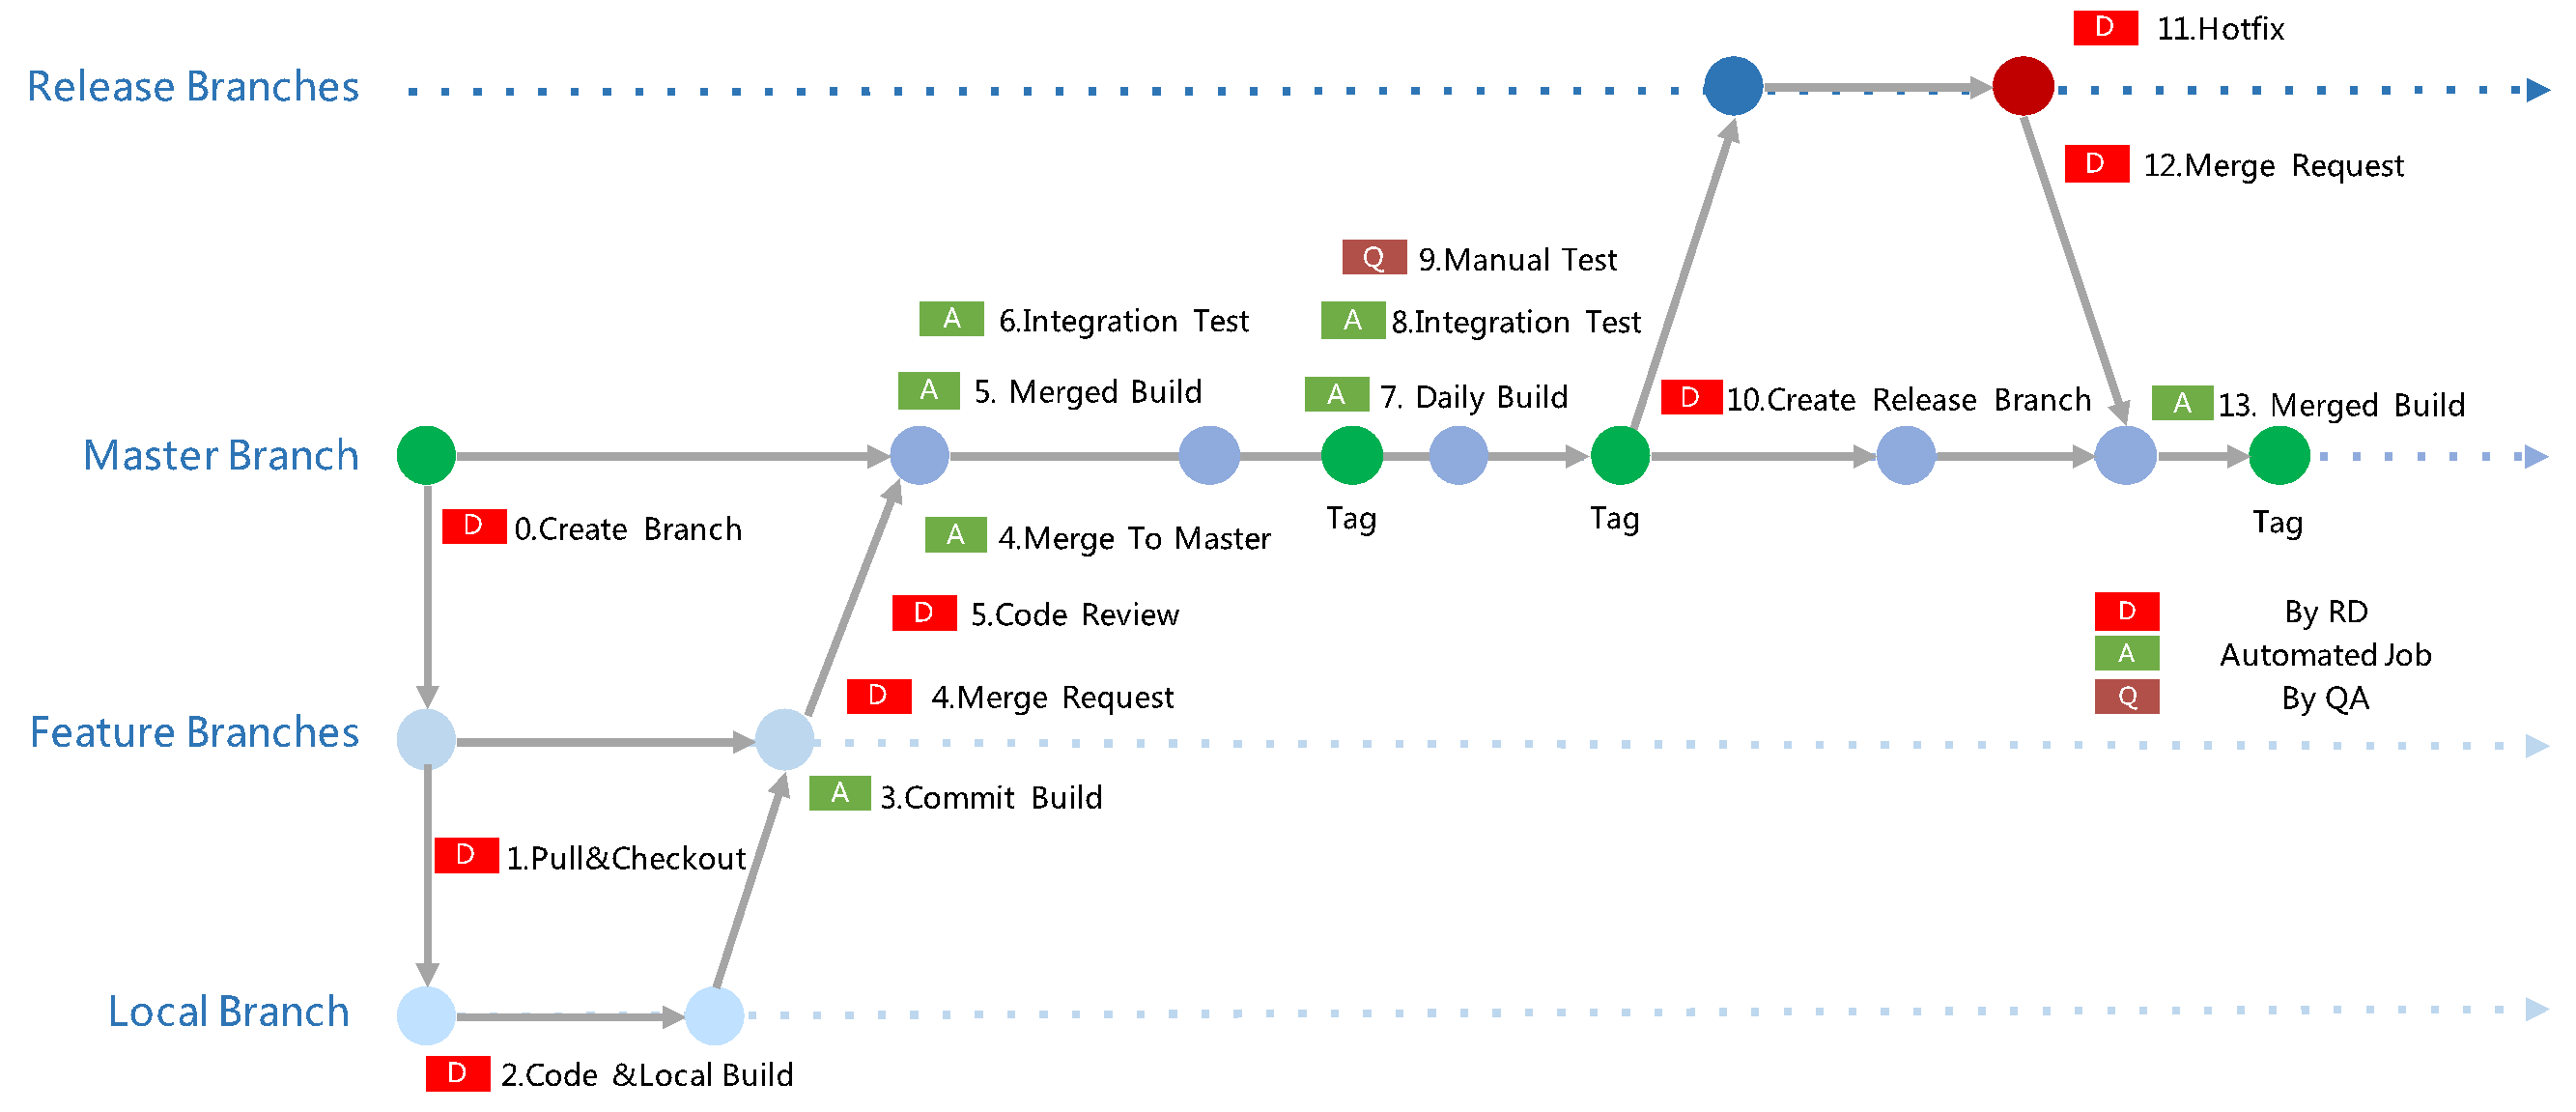 D 11.Hotfix
Release Branches
D 12.Merge Request
Q 9.Manual Test
A 6.Integration Test
A 8.Integration Test
A 5. Merged Build
A 7. Daily Build
D 10.Create Release Branch
A 13. Merged Build
Master Branch
Tag
Tag
Tag
D 0.Create Branch
A 4.Merge To Master
D 5.Code Review
D 4.Merge Request
D By RD
A Automated Job
Q By QA
Feature Branches
A 3.Commit Build
D 1.Pull&Checkout
Local Branch
D 2.Code &Local Build